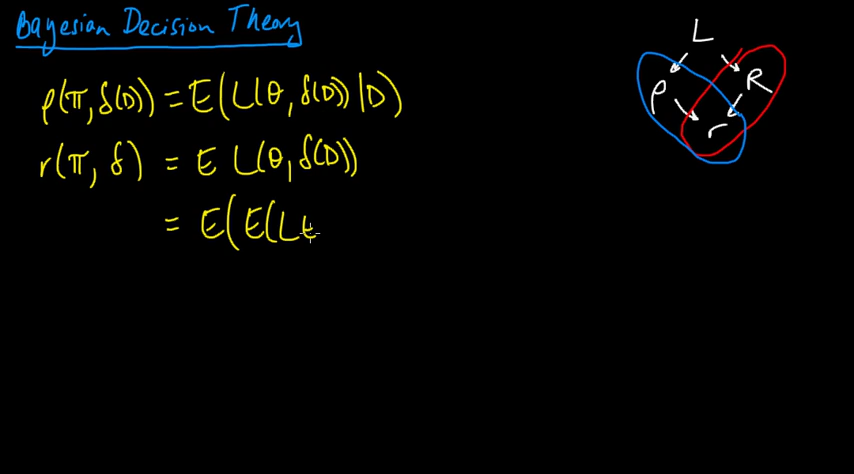 Bayesian Decision Theory
ρ(π, δ(D)) = E(L(θ, δ(D)) | D)
r(π, δ) = E L(θ, δ(D))
= E(E(L
L
ρ R
r